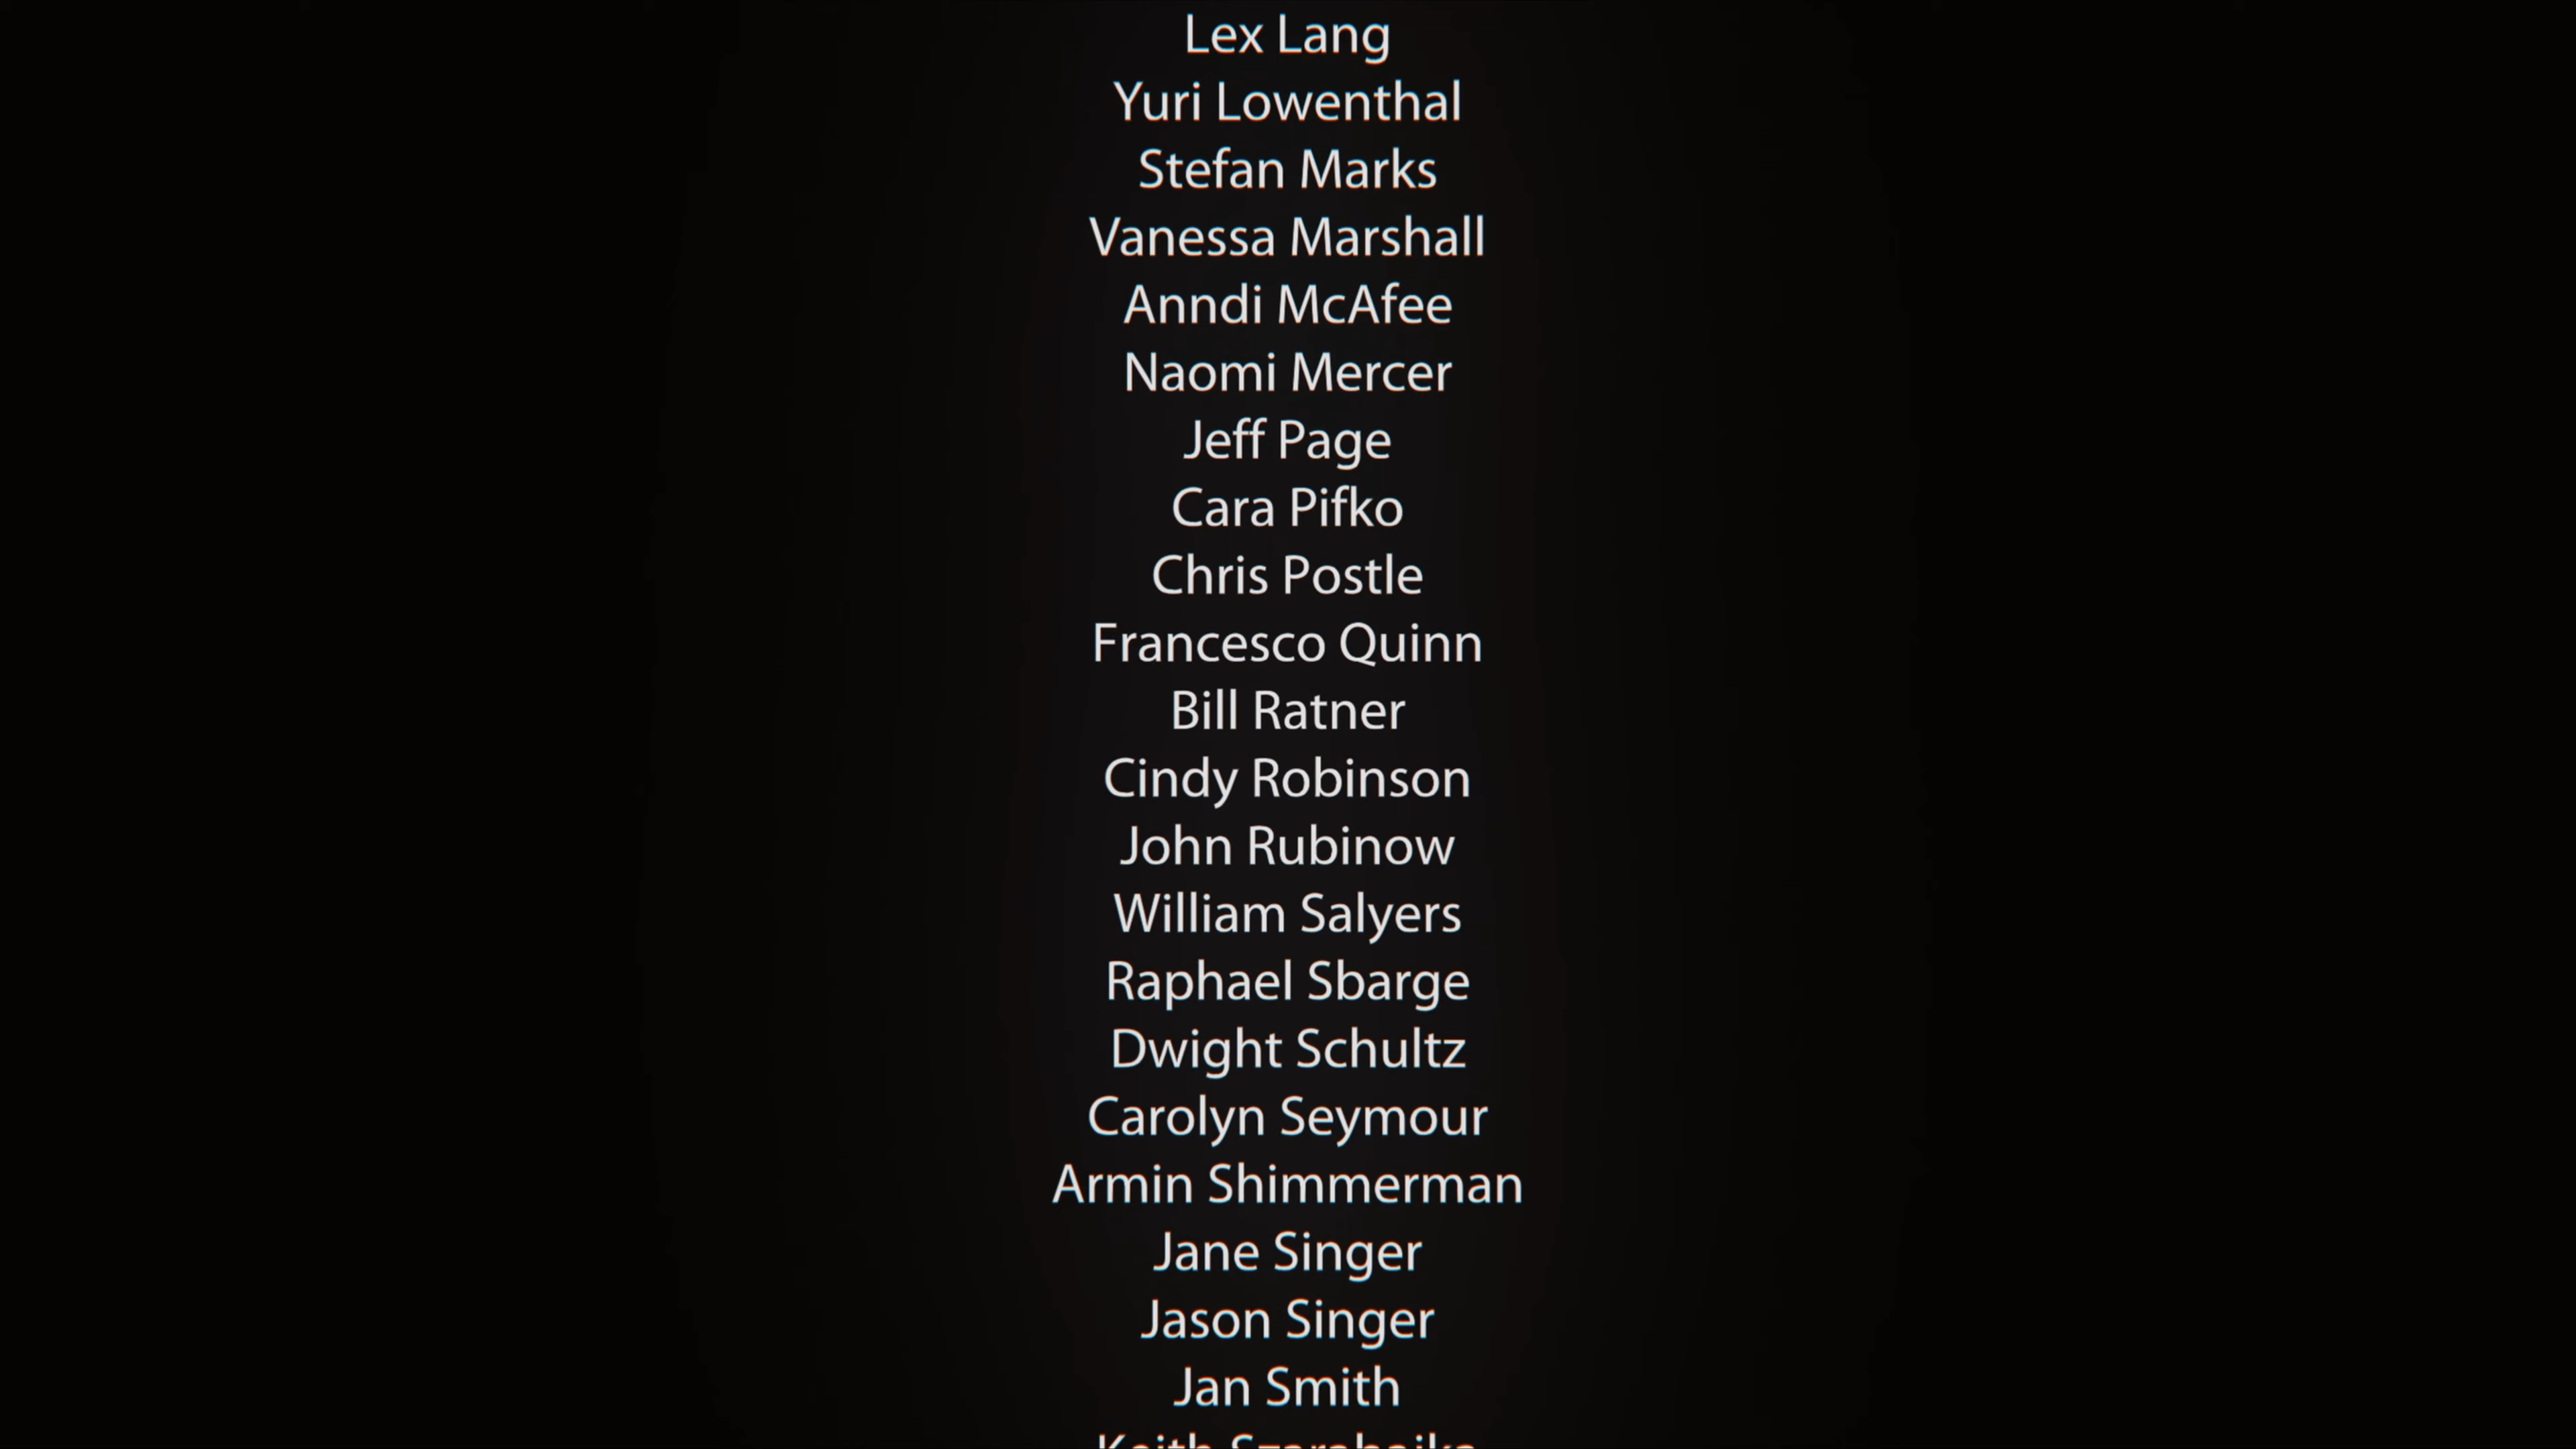 Lex Lang
Yuri Lowenthal
Stefan Marks
Vanessa Marshall
Anndi McAfee
Naomi Mercer
Jeff Page
Cara Pifko
Chris Postle
Francesco Quinn
Bill Ratner
Cindy Robinson
John Rubinow
William Salyers
Raphael Sbarge
Dwight Schultz
Carolyn Seymour
Armin Shimmerman
Jane Singer
Jason Singer
Jan Smith
Keith Szarabajka